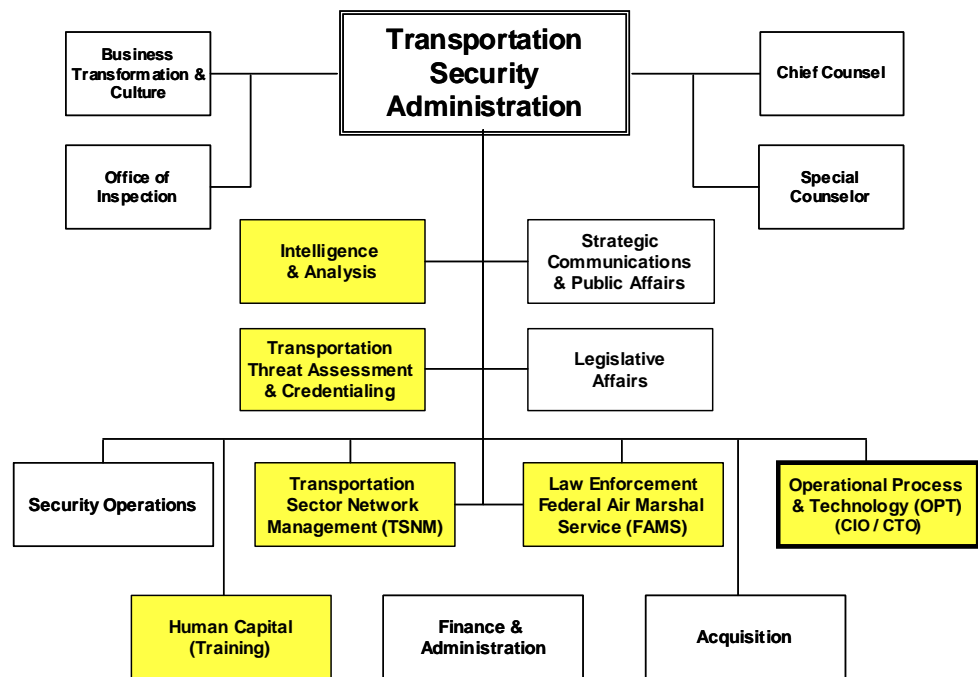 Transportation
Security
Administration
Business
Transformation &
Culture
Chief Counsel
Office of
Inspection
Special
Counselor
Intelligence
& Analysis
Strategic
Communications
& Public Affairs
Transportation
Threat Assessment
& Credentialing
Legislative
Affairs
Security Operations
Transportation
Sector Network
Management (TSNM)
Law Enforcement
Federal Air Marshal
Service (FAMS)
Operational Process
& Technology (OPT)
(CIO / CTO)
Human Capital
(Training)
Finance &
Administration
Acquisition